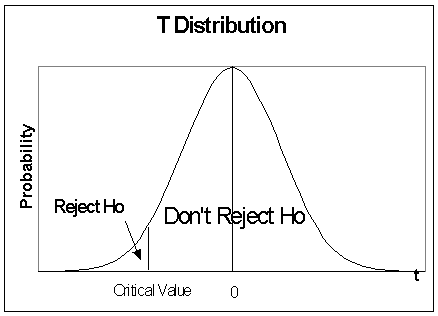 T Distribution
Probability
Reject Ho
Don't Reject Ho
t
Critical Value
0